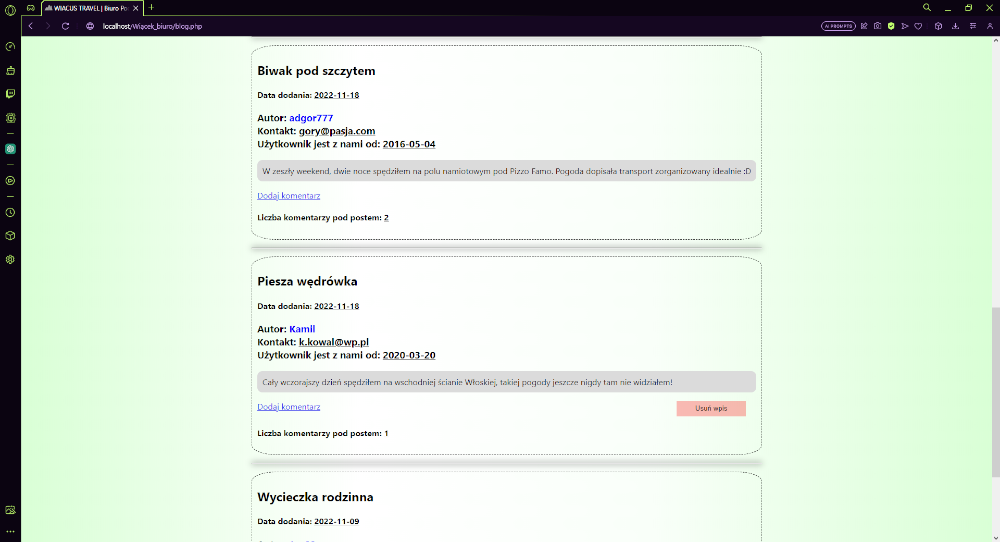 WIACUS TRAVEL | Biuro Po
localhost/Wiącek_biuro/blog.php
AI PROMPTS
Biwak pod szczytem
Data dodania: 2022-11-18
Autor: adgor777
Kontakt: gory@pasja.com
Użytkownik jest z nami od: 2016-05-04
W zeszły weekend, dwie noce spędziłem na polu namiotowym pod Pizzo Famo. Pogoda dopisała transport zorganizowany idealnie :D
Dodaj komentarz
Liczba komentarzy pod postem: 2
Piesza wędrówka
Data dodania: 2022-11-18
Autor: Kamil
Kontakt: k.kowal@wp.pl
Użytkownik jest z nami od: 2020-03-20
Cały wczorajszy dzień spędziłem na wschodniej ścianie Włoskiej, takiej pogody jeszcze nigdy tam nie widziałem!
Dodaj komentarz
Usuń wpis
Liczba komentarzy pod postem: 1
Wycieczka rodzinna
Data dodania: 2022-11-09